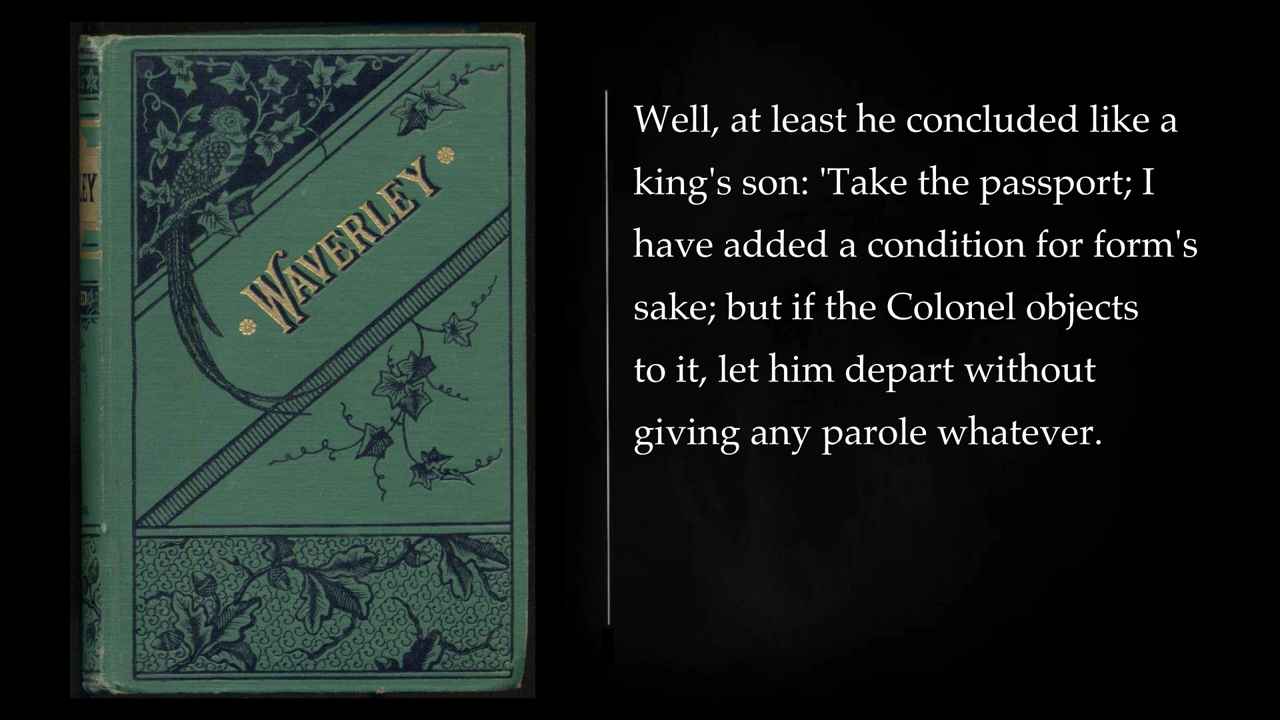 LEY
WAVERLEY
Well, at least he concluded like a
king's son: 'Take the passport; I
have added a condition for form's
sake; but if the Colonel objects
to it, let him depart without
giving any parole whatever.